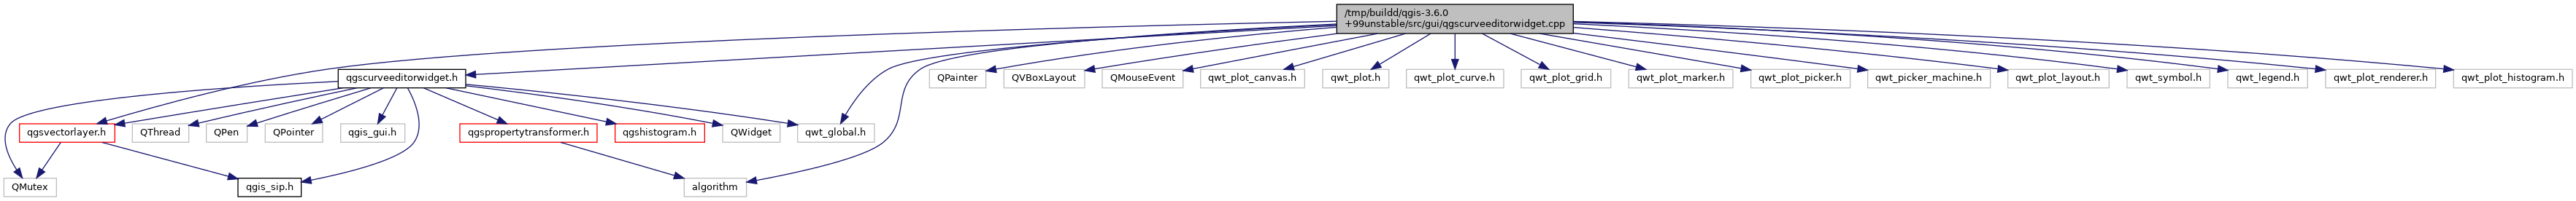 /tmp/buildd/qgis-3.6.0
+99unstable/src/gui/qgscurveeditorwidget.cpp
qgscurveeditorwidget.h
QPainter
QVBoxLayout
QMouseEvent
qwt_plot_canvas.h
qwt_plot.h
qwt_plot_curve.h
qwt_plot_grid.h
qwt_plot_marker.h
qwt_plot_picker.h
qwt_picker_machine.h
qwt_plot_layout.h
qwt_symbol.h
qwt_legend.h
qwt_plot_renderer.h
qwt_plot_histogram.h
qgsvectorlayer.h
QThread
QPen
QPointer
qgis_gui.h
qgspropertytransformer.h
qgshistogram.h
QWidget
qwt_global.h
QMutex
qgis_sip.h
algorithm